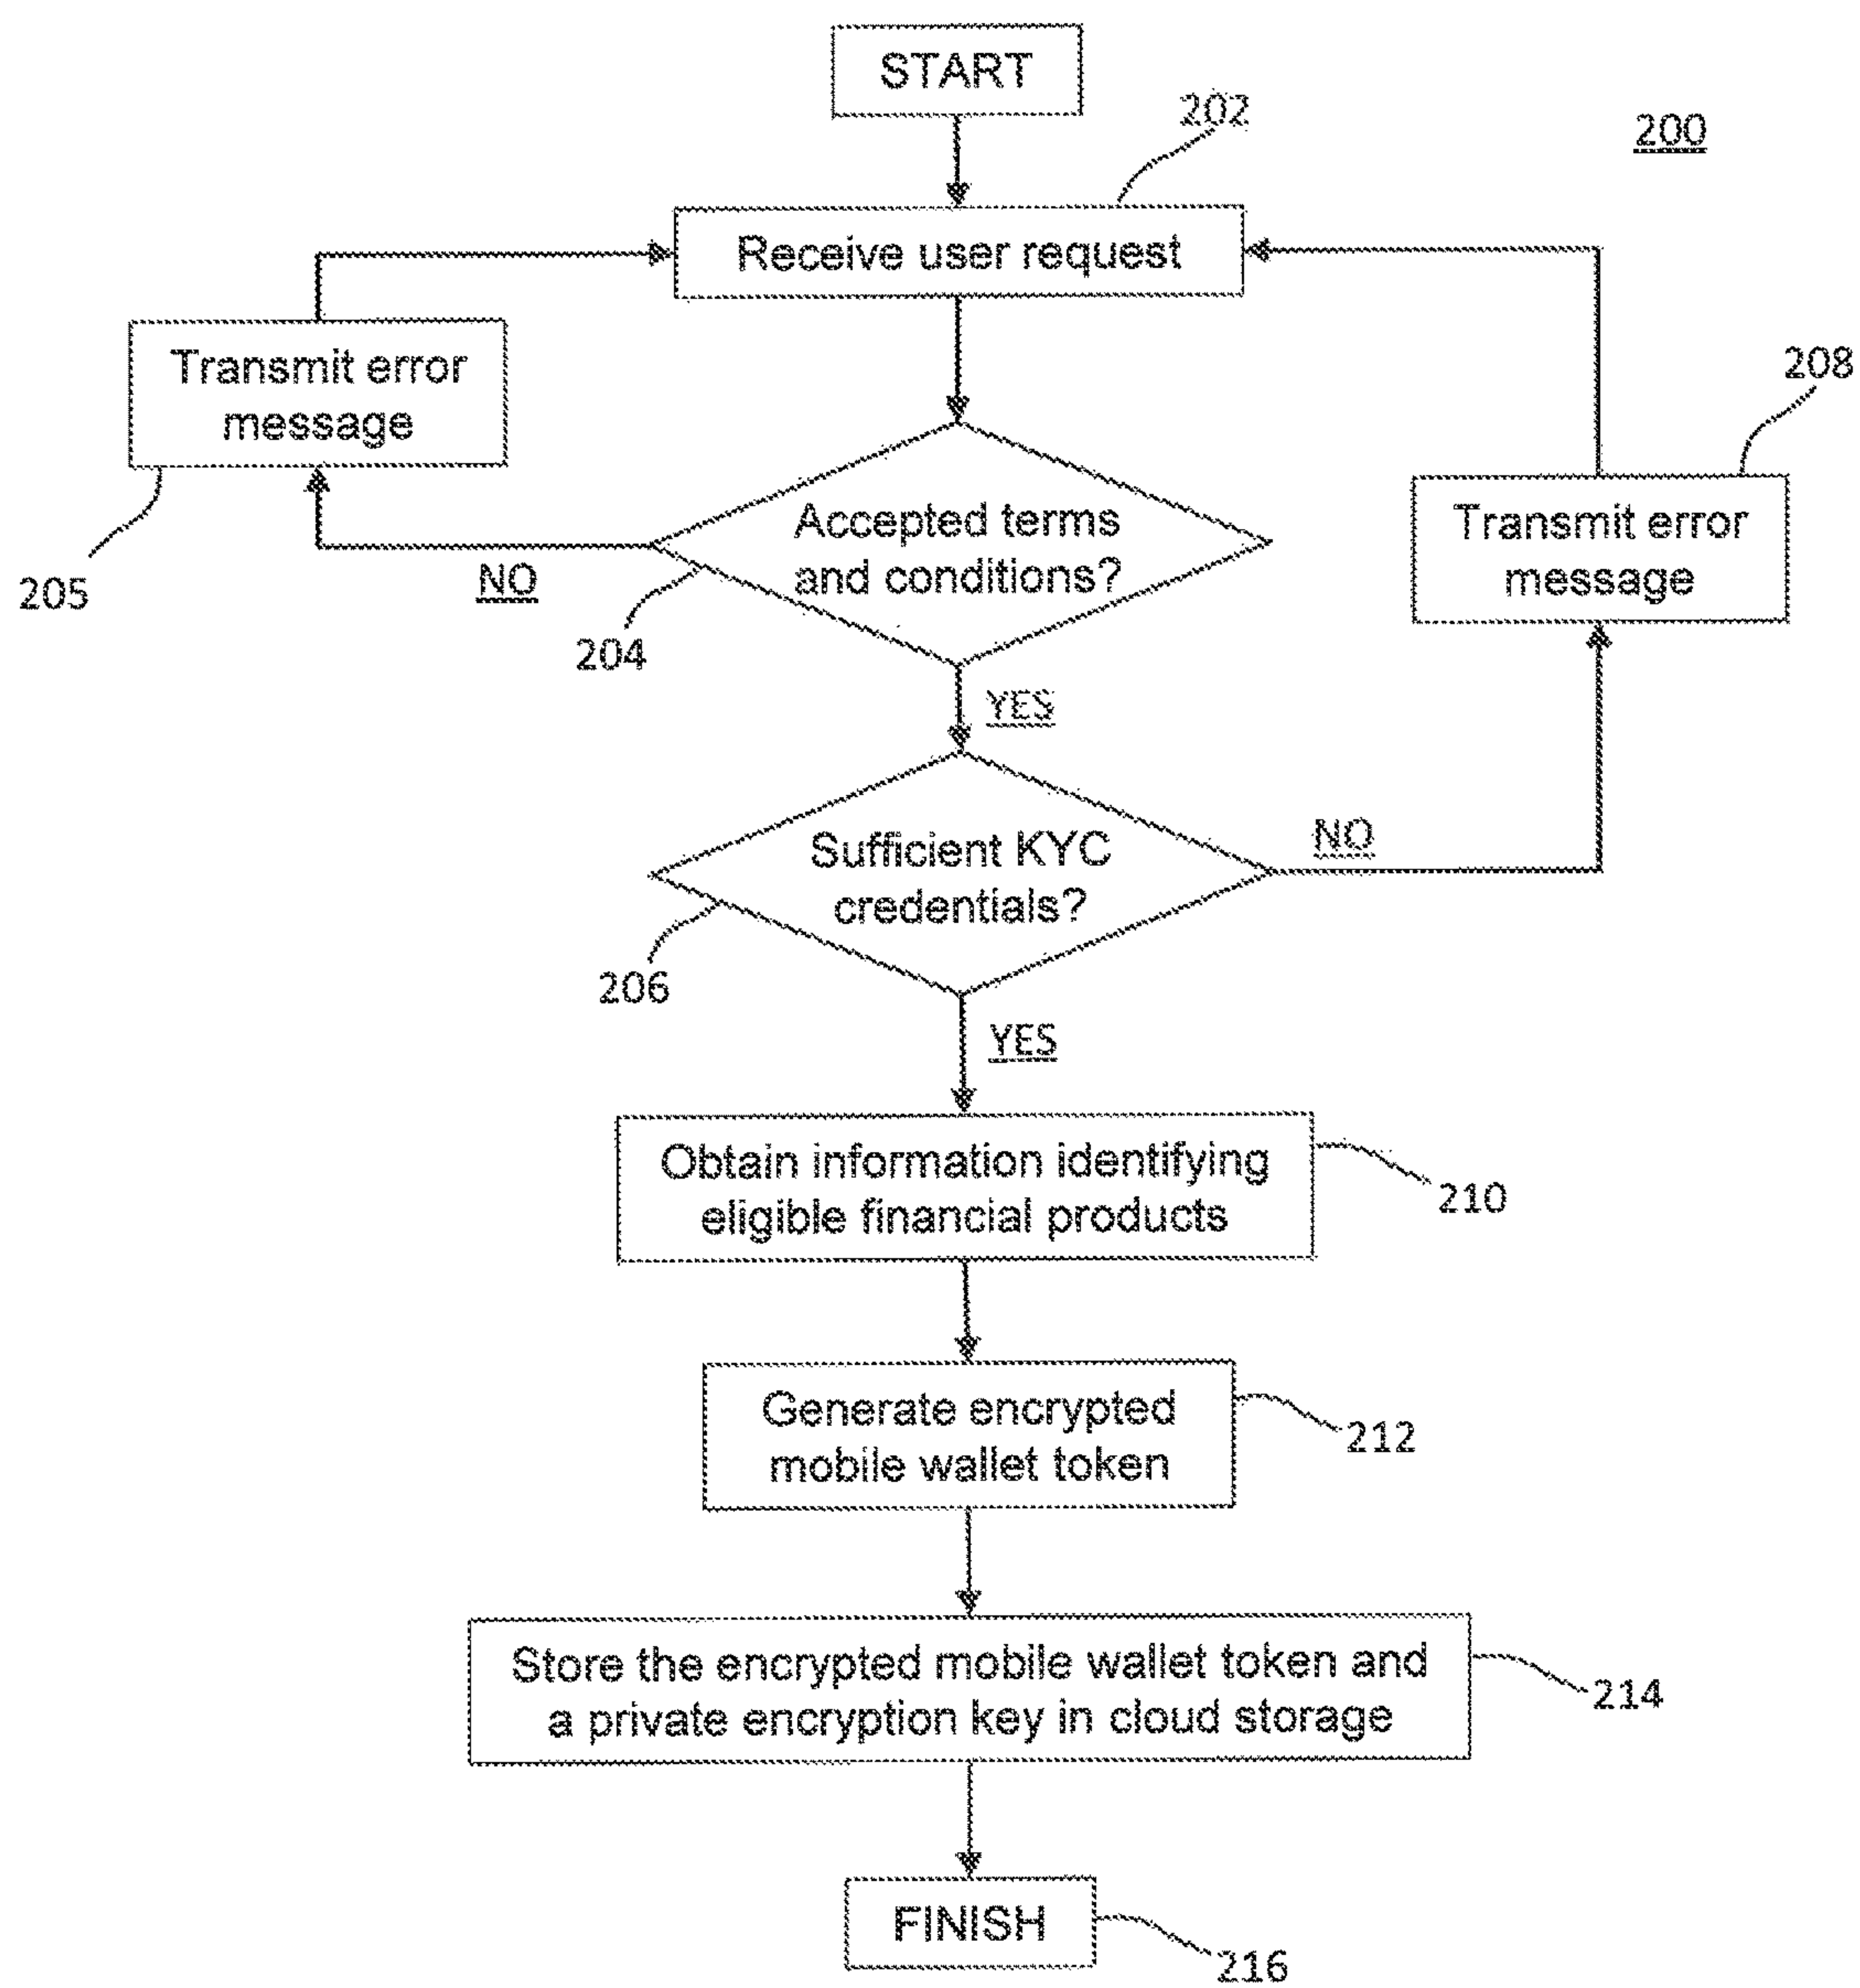 START
202
200
Receive user request
Transmit error
message
208
205
Accepted terms
and conditions?
NO
204
Transmit error
message
YES
Sufficient KYC
credentials?
NO
206
YES
Obtain information identifying
eligible financial products
210
Generate encrypted
mobile wallet token
212
Store the encrypted mobile wallet token and
a private encryption key in cloud storage
214
FINISH
216